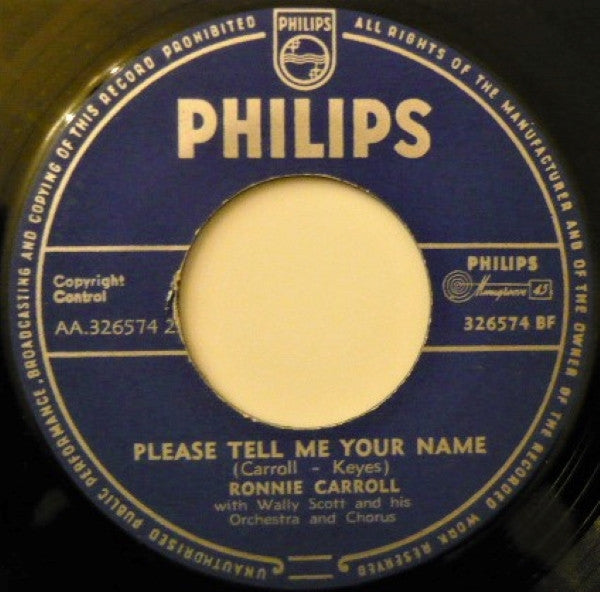 PHILIPS
PHILIPS
UNAUTHORISED PUBLIC PERFORMANCE, BROADCASTING AND COPYING OF THIS RECORD PROHIBITED
ALL RIGHTS OF THE MANUFACTURER AND OF THE OWNER OF THE RECORDED WORK RESERVED
Copyright
Control
AA.326574 2
PHILIPS
Minigroove 45
326574 BF
PLEASE TELL ME YOUR NAME
(Carroll - Keyes)
RONNIE CARROLL
with Wally Scott and his
Orchestra and Chorus